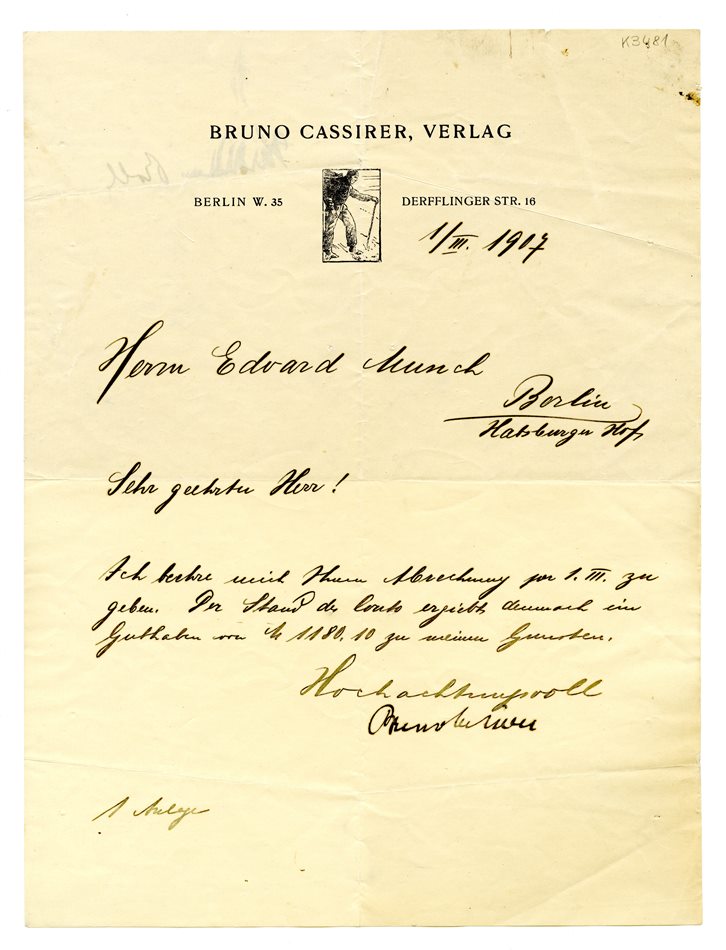 K3481
BRUNO CASSIRER, VERLAG
BERLIN W. 35
DERFFLINGER STR. 16
1/III. 1907
Herrn Edvard Munch
Berlin
Habsburger Hof
Sehr geehrter Herr!
Ich beehre mich Ihnen Abrechnung per 1. III. zu
geben. Der Stand des Conto ergiebt demnach ein
Guthaben von M 1180.10 zu meinen Gunsten.
Hochachtungsvoll
Bruno Cassirer
1 Anlage